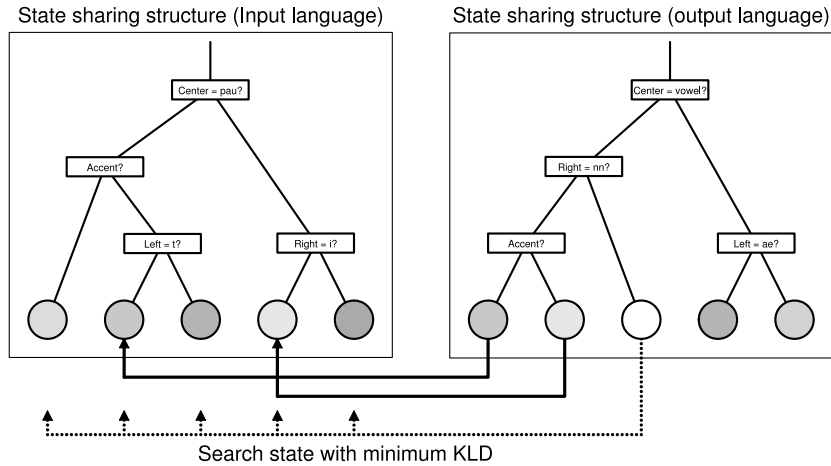 State sharing structure (Input language)
State sharing structure (output language)
Center = pau?
Center = vowel?
Accent?
Right = nn?
Left = t?
Right = i?
Accent?
Left = ae?
Search state with minimum KLD